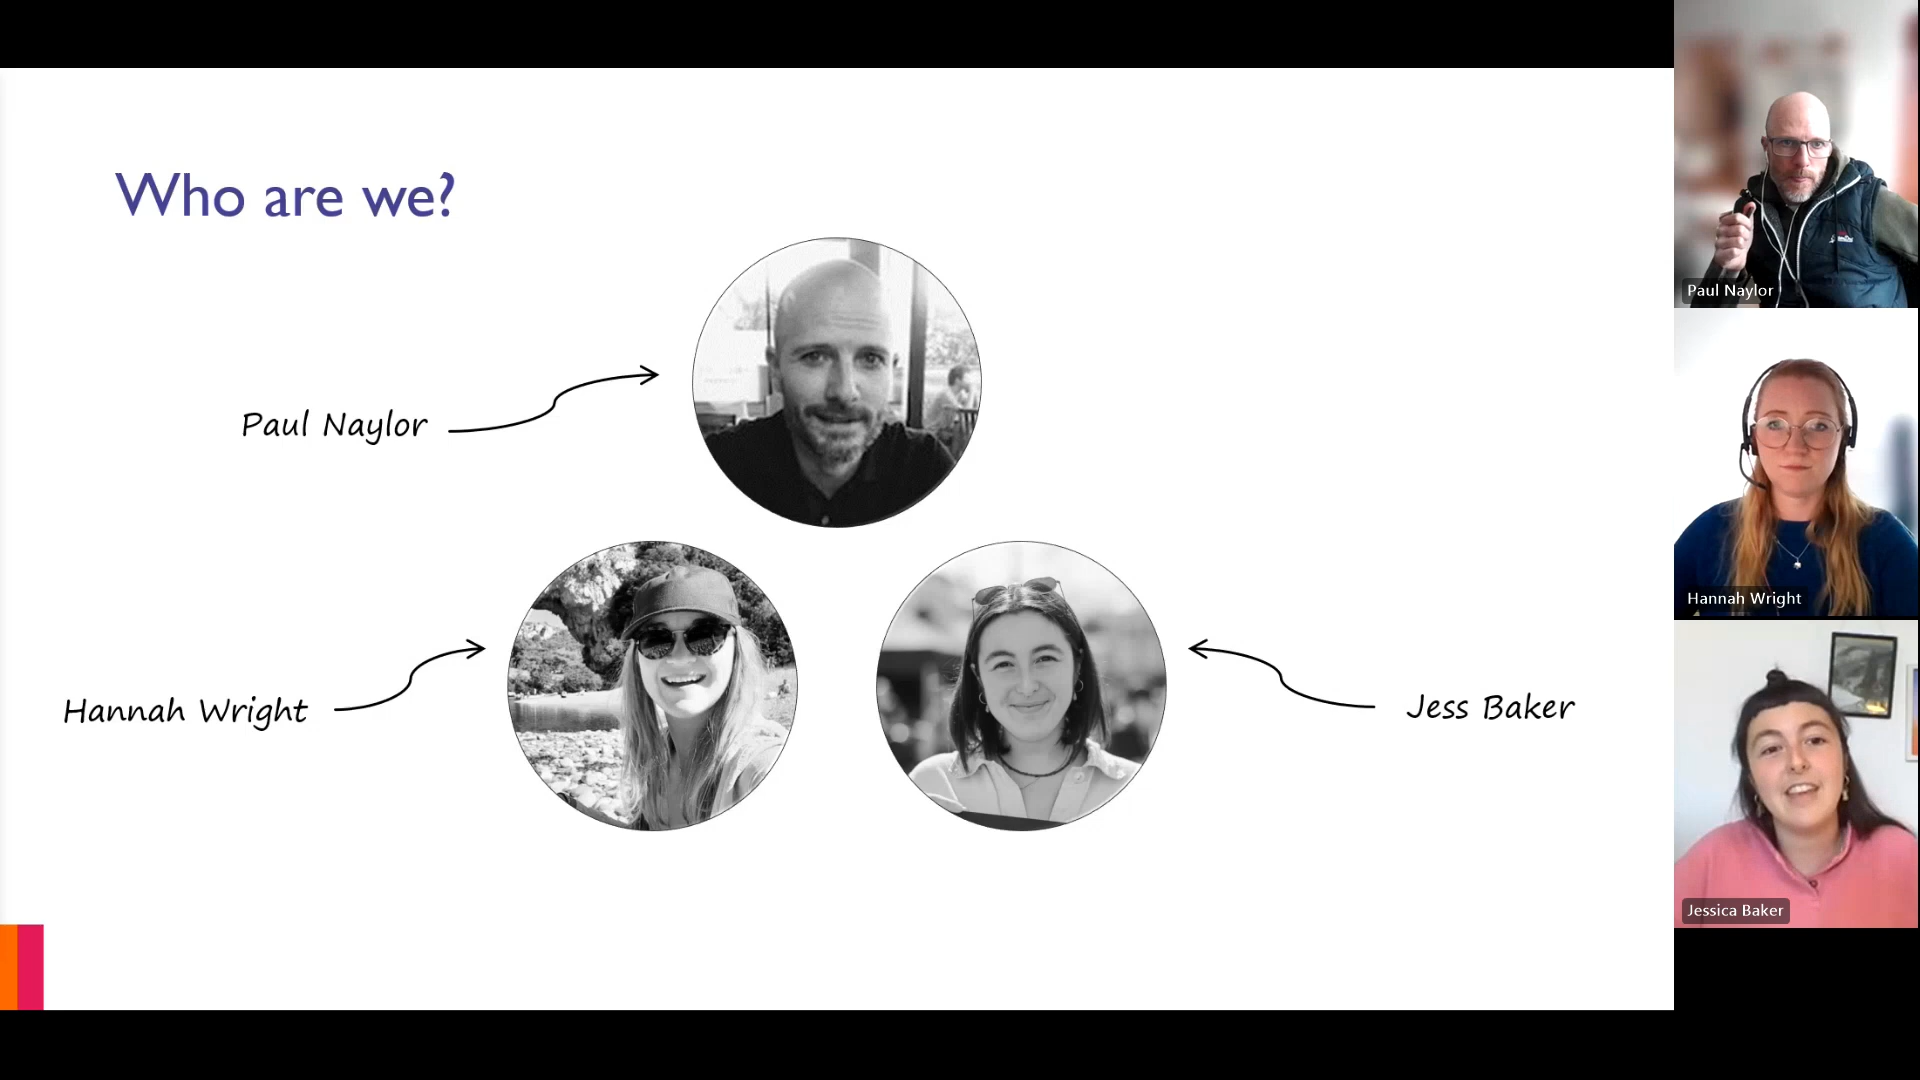 Who are we?
Paul Naylor
Hannah Wright
Jess Baker
Paul Naylor
Hannah Wright
Jessica Baker